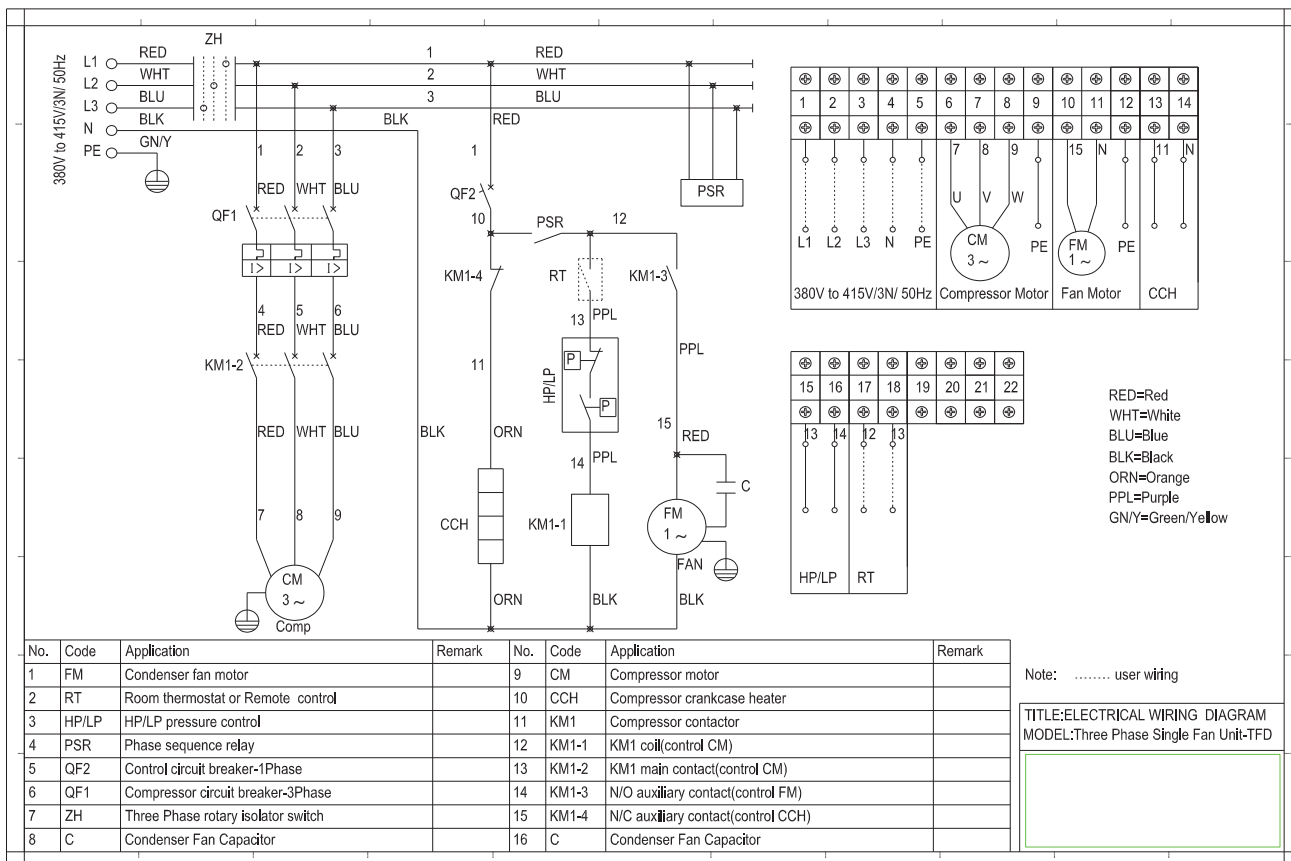 ZH
L1 RED 1 RED
L2 WHT 2 WHT
L3 BLU 3 BLU
N BLK BLK RED
PE GN/Y
380V to 415V/3N/ 50Hz
1 2 3 1
RED WHT BLU
QF1 QF2
PSR
10 PSR 12
I> I> I>
KM1-4 RT KM1-3
4 5 6
RED WHT BLU
13 PPL
KM1-2
11 P PPL
HP/LP
P
15
RED WHT BLU BLK ORN RED
14 PPL
C
7 8 9
CCH KM1-1 FM
1 ~
FAN
CM
3 ~
Comp
ORN BLK BLK
1 2 3 4 5 6 7 8 9 10 11 12 13 14
7 8 9 15 N 11 N
U V W
L1 L2 L3 N PE CM
3 ~ PE FM
1 ~ PE
380V to 415V/3N/ 50Hz Compressor Motor Fan Motor CCH
15 16 17 18 19 20 21 22
13 14 12 13
HP/LP RT
RED=Red
WHT=White
BLU=Blue
BLK=Black
ORN=Orange
PPL=Purple
GN/Y=Green/Yellow
No. Code Application Remark No. Code Application Remark
1 FM Condenser fan motor 9 CM Compressor motor
2 RT Room thermostat or Remote control 10 CCH Compressor crankcase heater
3 HP/LP HP/LP pressure control 11 KM1 Compressor contactor
4 PSR Phase sequence relay 12 KM1-1 KM1 coil(control CM)
5 QF2 Control circuit breaker-1Phase 13 KM1-2 KM1 main contact(control CM)
6 QF1 Compressor circuit breaker-3Phase 14 KM1-3 N/O auxiliary contact(control FM)
7 ZH Three Phase rotary isolator switch 15 KM1-4 N/C auxiliary contact(control CCH)
8 C Condenser Fan Capacitor 16 C Condenser Fan Capacitor
Note: ........ user wiring
TITLE:ELECTRICAL WIRING DIAGRAM
MODEL:Three Phase Single Fan Unit-TFD